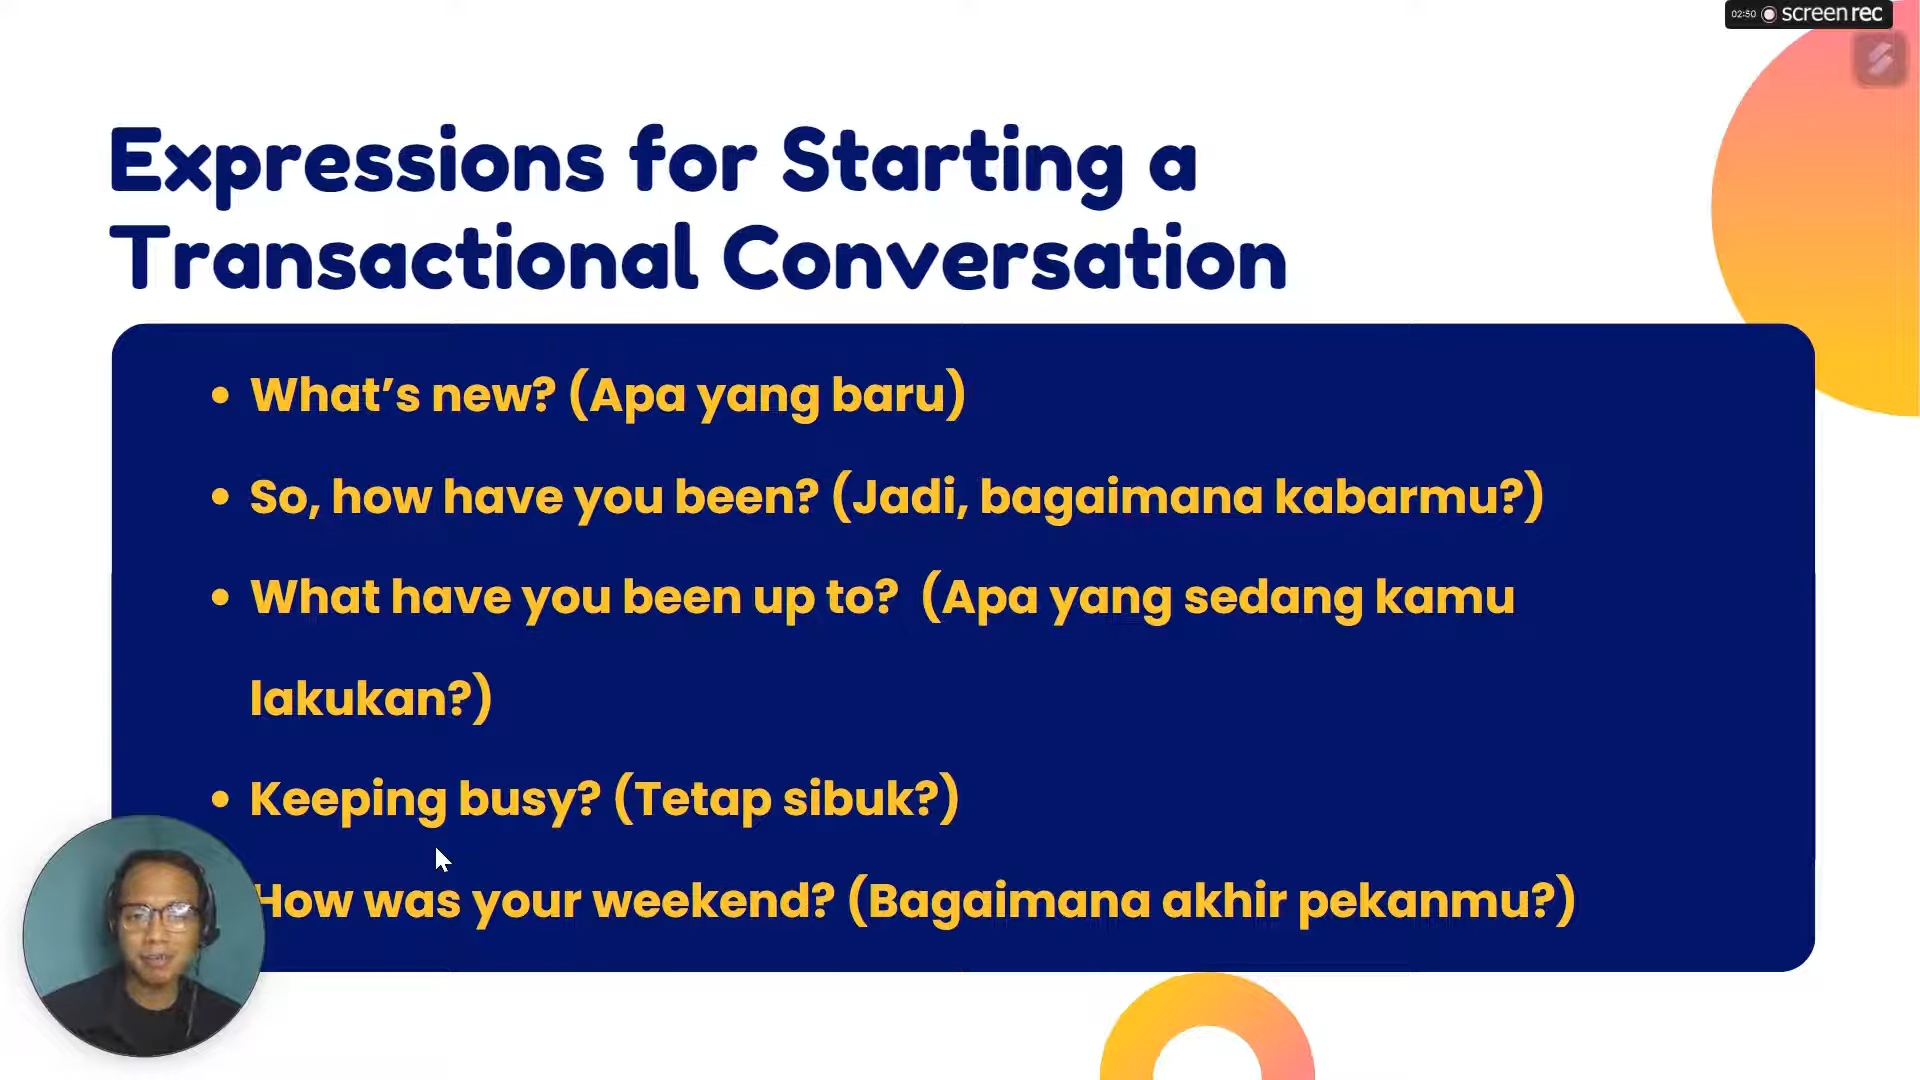 02:50 screenrec
Expressions for Starting a
Transactional Conversation
• What’s new? (Apa yang baru)
• So, how have you been? (Jadi, bagaimana kabarmu?)
• What have you been up to?  (Apa yang sedang kamu
lakukan?)
• Keeping busy? (Tetap sibuk?)
How was your weekend? (Bagaimana akhir pekanmu?)